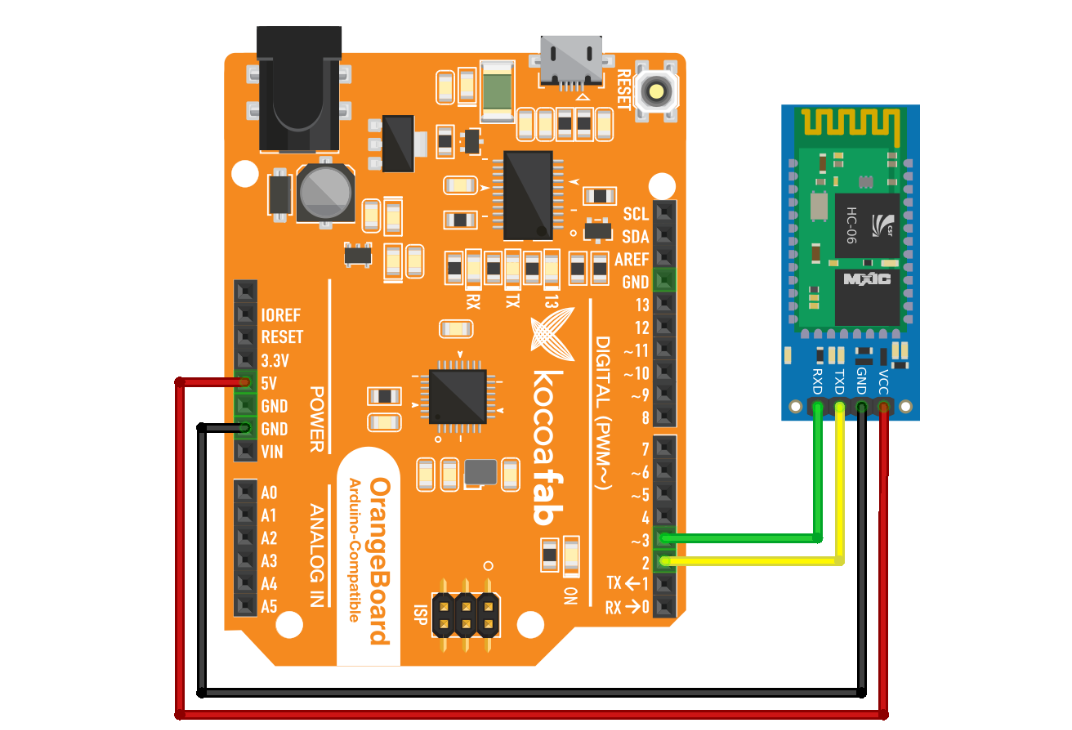 RESET
SCL
SDA
AREF
GND
13
12
~11
~10
~9
8
7
~6
~5
4
~3
2
TX←1
RX→0
DIGITAL (PWM~)
RX
TX
13
IOREF
RESET
3.3V
5V
GND
GND
VIN
POWER
A0
A1
A2
A3
A4
A5
ANALOG IN
OrangeBoard
Arduino-Compatible
kocoafab
ISP
ON
HC-06
csr
MXIC
RXD
TXD
GND
VCC